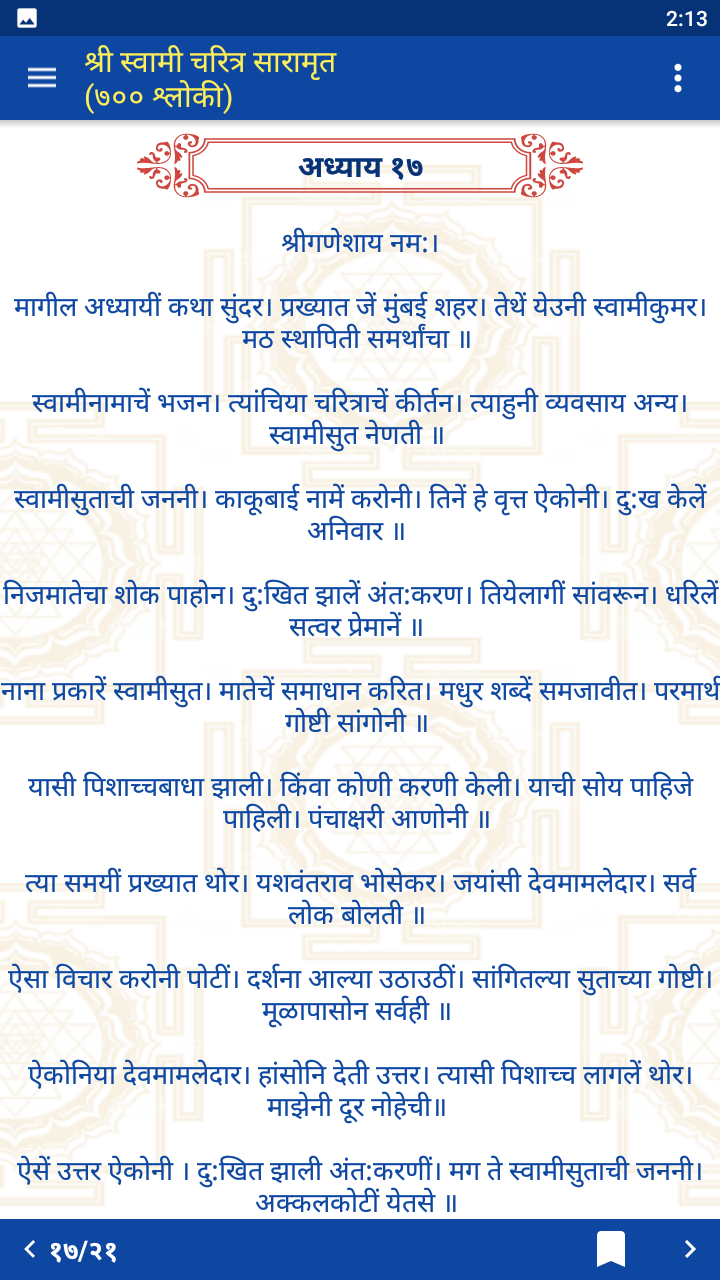 2:13
श्री स्वामी चरित्र सारामृत
(७०० श्लोकी)
अध्याय १७
श्रीगणेशाय नम:।
मागील अध्यायीं कथा सुंदर। प्रख्यात जें मुंबई शहर। तेथें येउनी स्वामीकुमर।
मठ स्थापिती समर्थांचा ॥
स्वामीनामाचें भजन। त्यांचिया चरित्राचें कीर्तन। त्याहुनी व्यवसाय अन्य।
स्वामीसुत नेणती ॥
स्वामीसुताची जननी। काकूबाई नामें करोनी। तिनें हे वृत्त ऐकोनी। दु:ख केलें
अनिवार ॥
निजमातेचा शोक पाहोन। दु:खित झालें अंत:करण। तियेलागीं सांवरून। धरिलें
सत्वर प्रेमानें ॥
नाना प्रकारें स्वामीसुत। मातेचें समाधान करित। मधुर शब्दें समजावीत। परमार्थ
गोष्टी सांगोनी ॥
यासी पिशाच्चबाधा झाली। किंवा कोणी करणी केली। याची सोय पाहिजे
पाहिली। पंचाक्षरी आणोनी ॥
त्या समयीं प्रख्यात थोर। यशवंतराव भोसेकर। जयांसी देवमामलेदार। सर्व
लोक बोलती ॥
ऐसा विचार करोनी पोटीं। दर्शना आल्या उठाउठीं। सांगितल्या सुताच्या गोष्टी।
मूळापासोन सर्वही ॥
ऐकोनिया देवमामलेदार। हांसोनि देती उत्तर। त्यासी पिशाच्च लागलें थोर।
माझेनी दूर नोहेची॥
ऐसें उत्तर ऐकोनी । दु:खित झाली अंत:करणीं। मग ते स्वामीसुताची जननी।
अक्कलकोटीं येतसे ॥
१७/२१